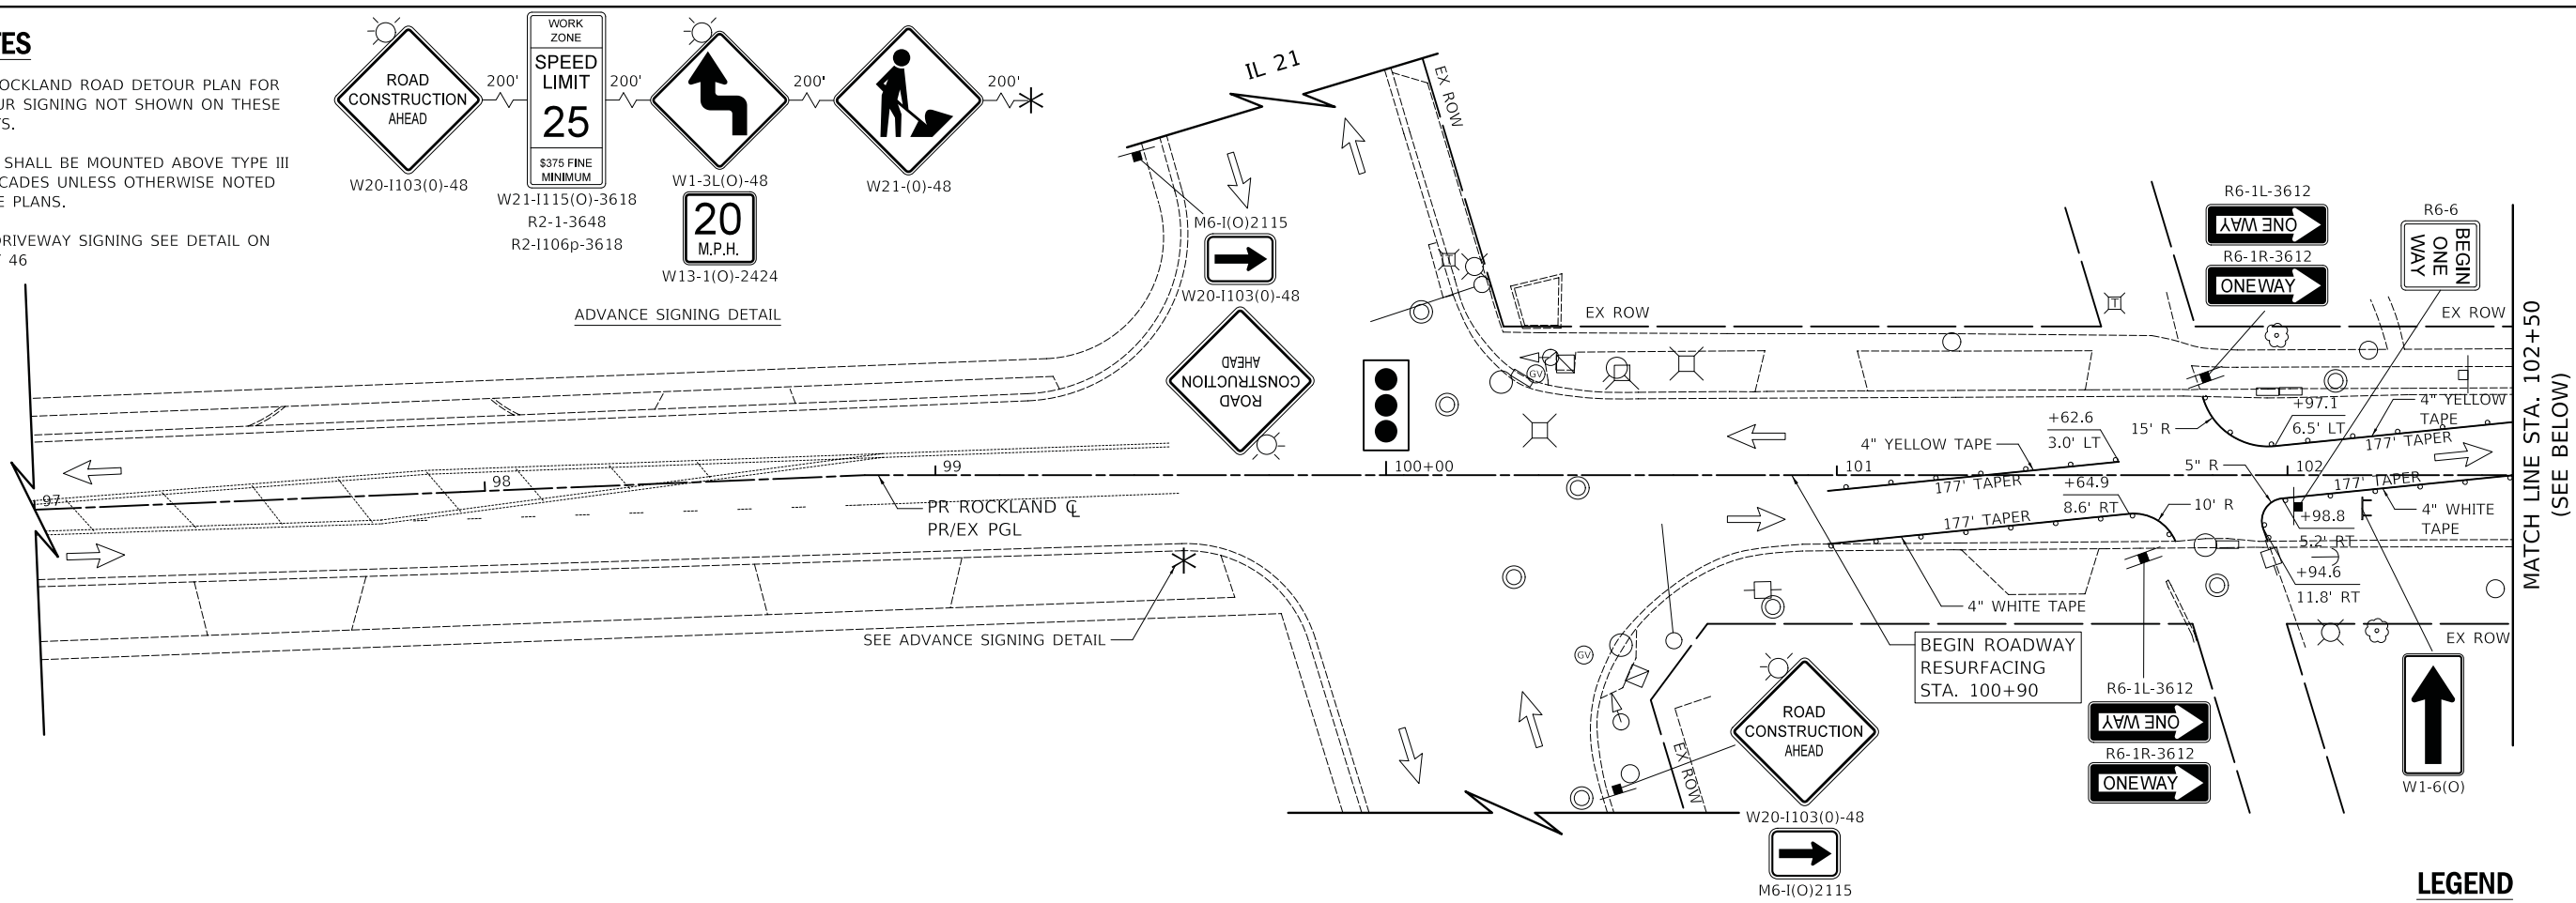 TES
OCKLAND ROAD DETOUR PLAN FOR
UR SIGNING NOT SHOWN ON THESE
TS.
SHALL BE MOUNTED ABOVE TYPE III
CADES UNLESS OTHERWISE NOTED
E PLANS.
DRIVEWAY SIGNING SEE DETAIL ON
46
ROAD
CONSTRUCTION
AHEAD
W20-I103(0)-48
200'
WORK
ZONE
SPEED
LIMIT
25
$375 FINE
MINIMUM
W21-I115(O)-3618
R2-1-3648
R2-I106p-3618
200'
W1-3L(O)-48
20
M.P.H.
W13-1(O)-2424
200'
W21-(0)-48
200'
ADVANCE SIGNING DETAIL
IL 21
EX ROW
M6-I(O)2115
W20-I103(0)-48
ROAD
CONSTRUCTION
AHEAD
EX ROW
R6-1L-3612
ONE WAY
R6-1R-3612
ONEWAY
R6-6
BEGIN
ONE
WAY
EX ROW
MATCH LINE STA. 102+50
(SEE BELOW)
T
T
GV
97
98
99
100+00
101
102
PR ROCKLAND CL
PR/EX PGL
4" YELLOW TAPE
177' TAPER
+62.6
3.0' LT
15' R
+97.1
6.5' LT
4" YELLOW
TAPE
177' TAPER
+64.9
8.6' RT
177' TAPER
10' R
5" R
177' TAPER
4" WHITE
TAPE
+98.8
5.2' RT
+94.6
11.8' RT
4" WHITE TAPE
SEE ADVANCE SIGNING DETAIL
GV
BEGIN ROADWAY
RESURFACING
STA. 100+90
EX ROW
EX ROW
ROAD
CONSTRUCTION
AHEAD
W20-I103(0)-48
M6-I(O)2115
R6-1L-3612
ONE WAY
R6-1R-3612
ONEWAY
W1-6(O)
LEGEND